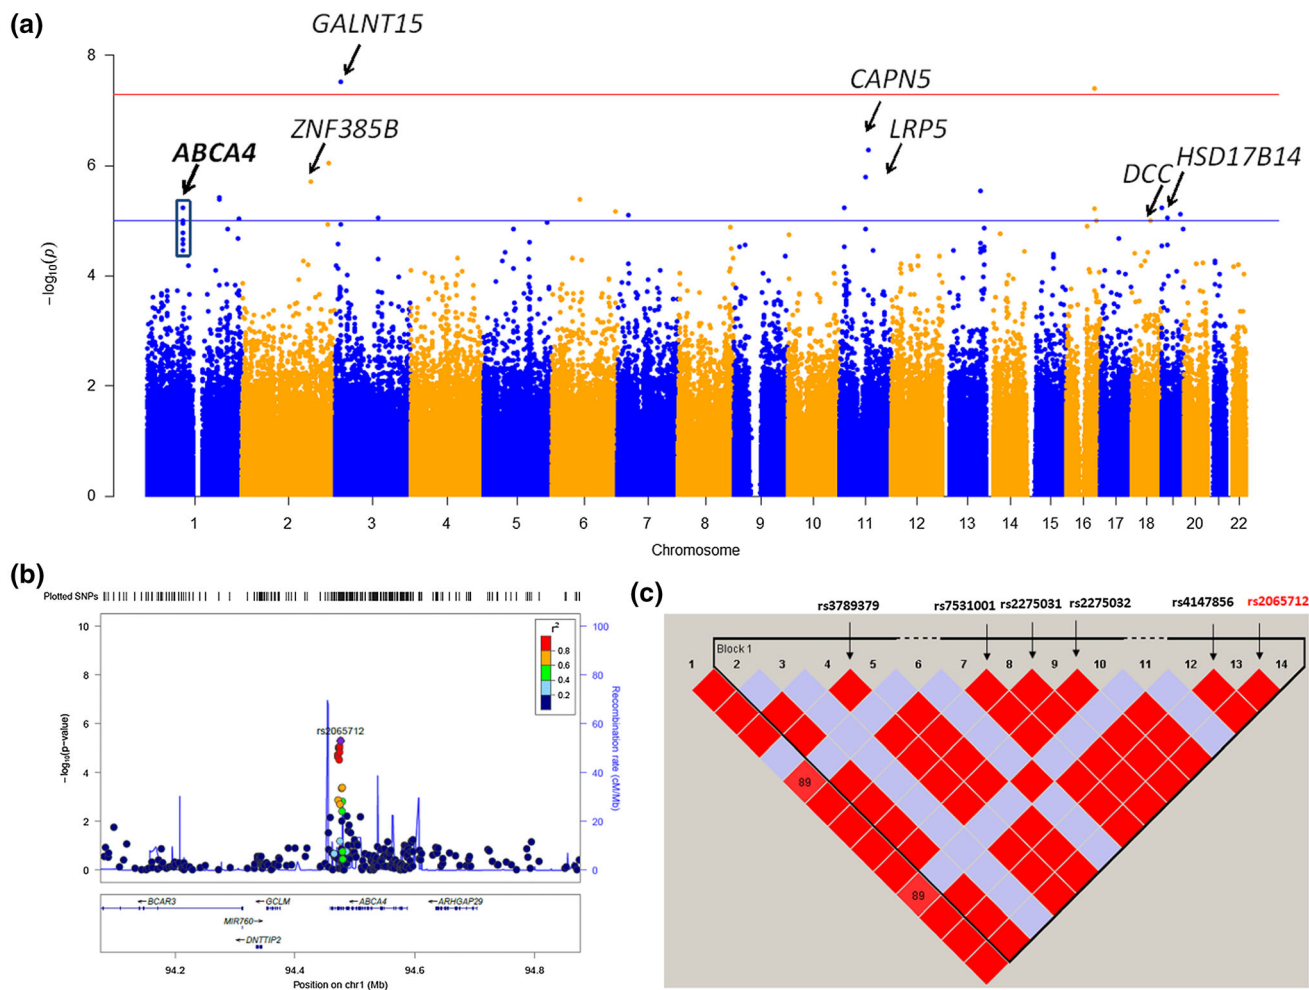 (a)
GALNT15
CAPN5
ZNF385B
LRP5
ABCA4
HSD17B14
DCC
8
6
4
2
0
−log10(p)
1 2 3 4 5 6 7 8 9 10 11 12 13 14 15 16 17 18 20 22
Chromosome
(b)
Plotted SNPs
10
8
6
4
2
0
−log10(p−value)
100
80
60
40
20
0
Recombination rate (cM/Mb)
r2
0.8
0.6
0.4
0.2
rs2065712
BCAR3
GCLM
ABCA4
ARHGAP29
MIR760
DNTTIP2
94.2 94.4 94.6 94.8
Position on chr1 (Mb)
(c)
rs3789379 rs7531001 rs2275031 rs2275032 rs4147856 rs2065712
Block 1
1 2 3 4 5 6 7 8 9 10 11 12 13 14
89
89